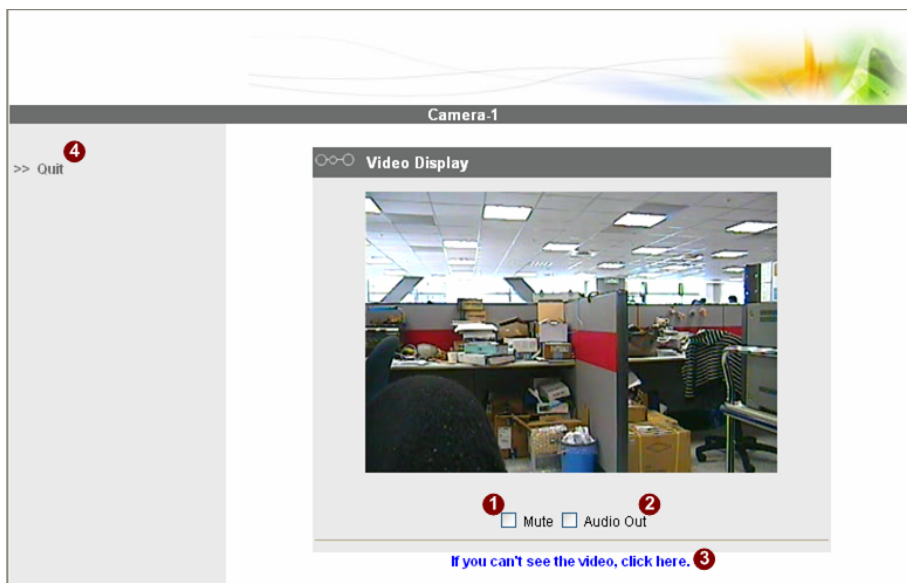 Camera-1
4
>> Quit
Video Display
1 Mute Audio Out 2
If you can't see the video, click here. 3